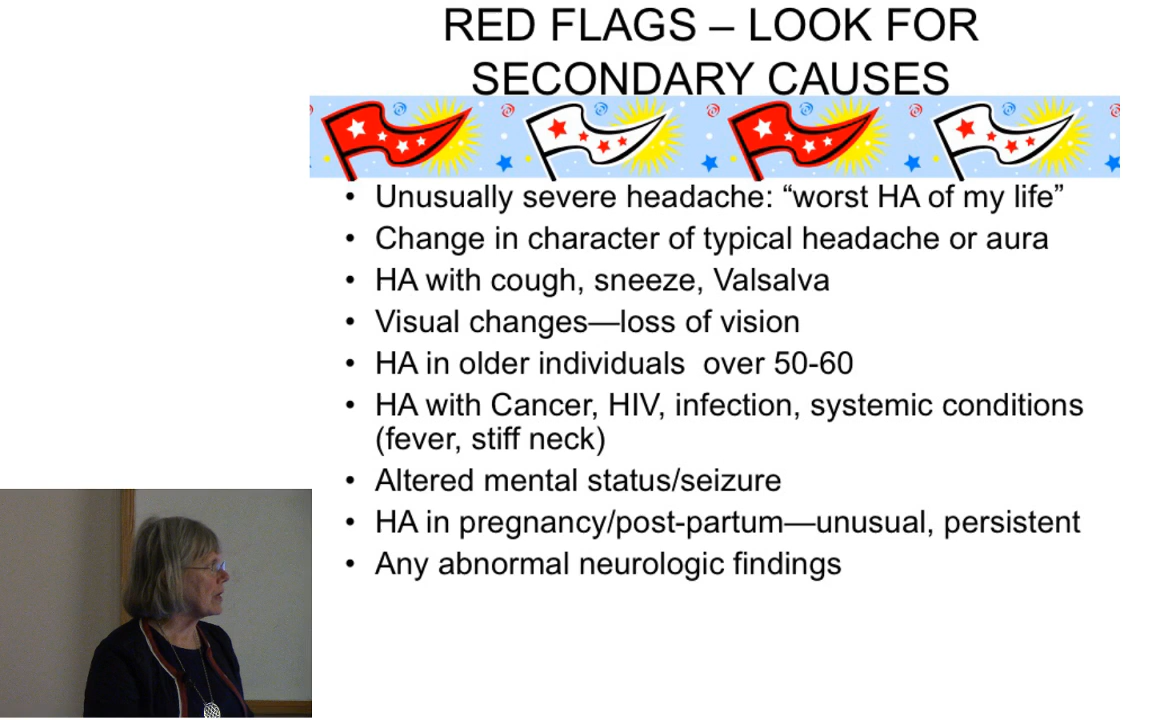 RED FLAGS – LOOK FOR
SECONDARY CAUSES
• Unusually severe headache: “worst HA of my life”
• Change in character of typical headache or aura
• HA with cough, sneeze, Valsalva
• Visual changes—loss of vision
• HA in older individuals  over 50-60
• HA with Cancer, HIV, infection, systemic conditions
(fever, stiff neck)
• Altered mental status/seizure
• HA in pregnancy/post-partum—unusual, persistent
• Any abnormal neurologic findings